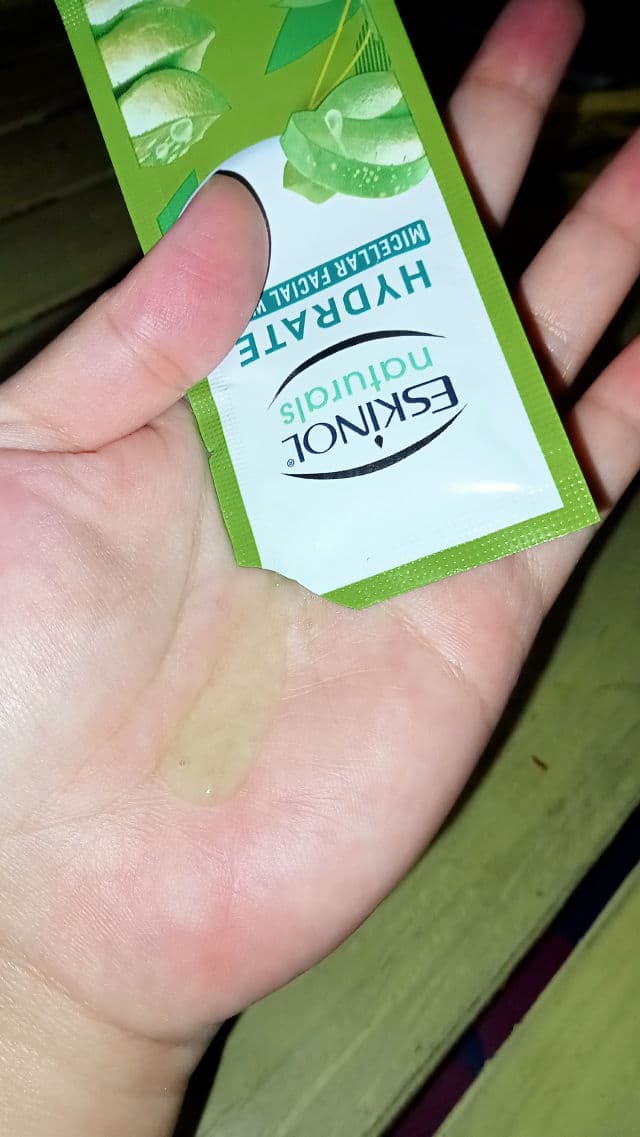 ESKINOL®
naturals
HYDRATE
MICELLAR FACIAL